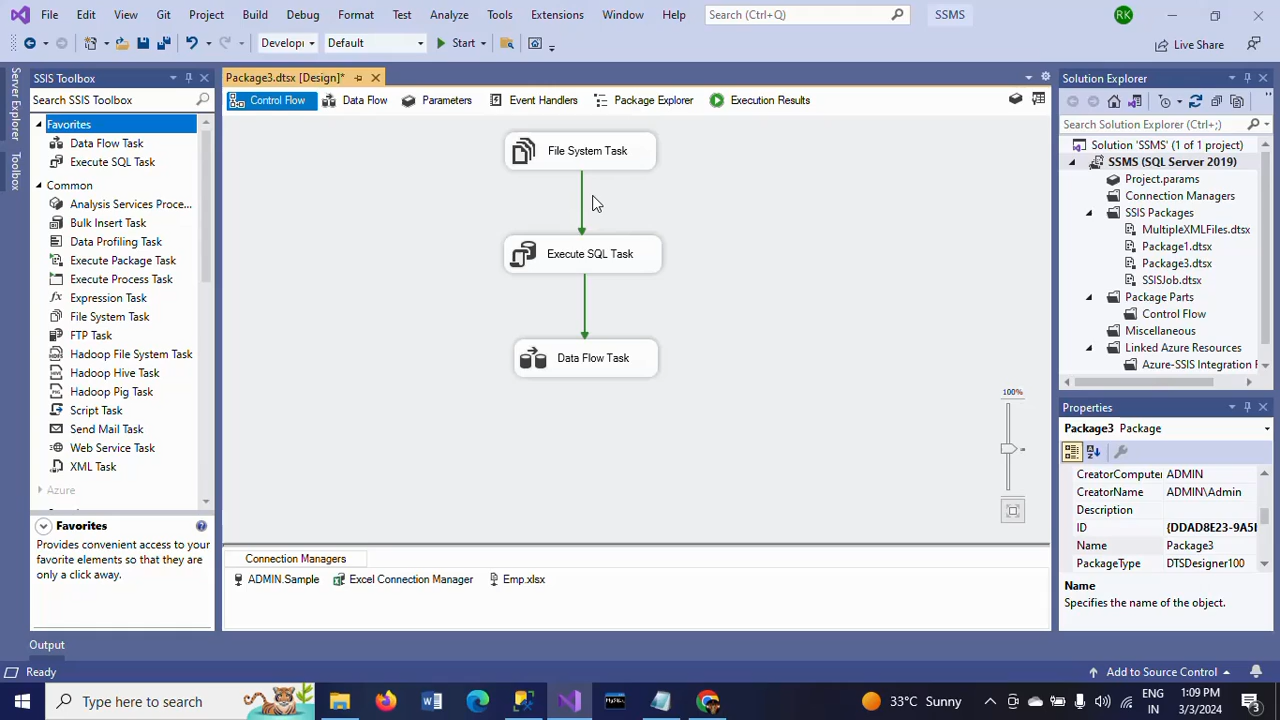 File Edit View Git Project Build Debug Format Test Analyze Tools Extensions Window Help Search (Ctrl+Q) SSMS RK
Developi Default Start Live Share
Server Explorer
Toolbox
SSIS Toolbox
Search SSIS Toolbox
Favorites
Data Flow Task
Execute SQL Task
Common
Analysis Services Proce...
Bulk Insert Task
Data Profiling Task
Execute Package Task
Execute Process Task
Expression Task
File System Task
FTP Task
Hadoop File System Task
Hadoop Hive Task
Hadoop Pig Task
Script Task
Send Mail Task
Web Service Task
XML Task
Azure
Favorites
Provides convenient access to your
favorite elements so that they are
only a click away.
Package3.dtsx [Design]*
Control Flow Data Flow Parameters Event Handlers Package Explorer Execution Results
File System Task
Execute SQL Task
Data Flow Task
100%
Connection Managers
ADMIN.Sample Excel Connection Manager Emp.xlsx
Solution Explorer
Search Solution Explorer (Ctrl+;)
Solution 'SSMS' (1 of 1 project)
SSMS (SQL Server 2019)
Project.params
Connection Managers
SSIS Packages
MultipleXMLFiles.dtsx
Package1.dtsx
Package3.dtsx
SSISJob.dtsx
Package Parts
Control Flow
Miscellaneous
Linked Azure Resources
Azure-SSIS Integration R
Properties
Package3 Package
CreatorComputer ADMIN
CreatorName ADMIN\Admin
Description
ID {DDAD8E23-9A5I
Name Package3
PackageType DTSDesigner100
Name
Specifies the name of the object.
Output
Ready Add to Source Control
Type here to search 33°C Sunny ENG IN 1:09 PM 3/3/2024 3